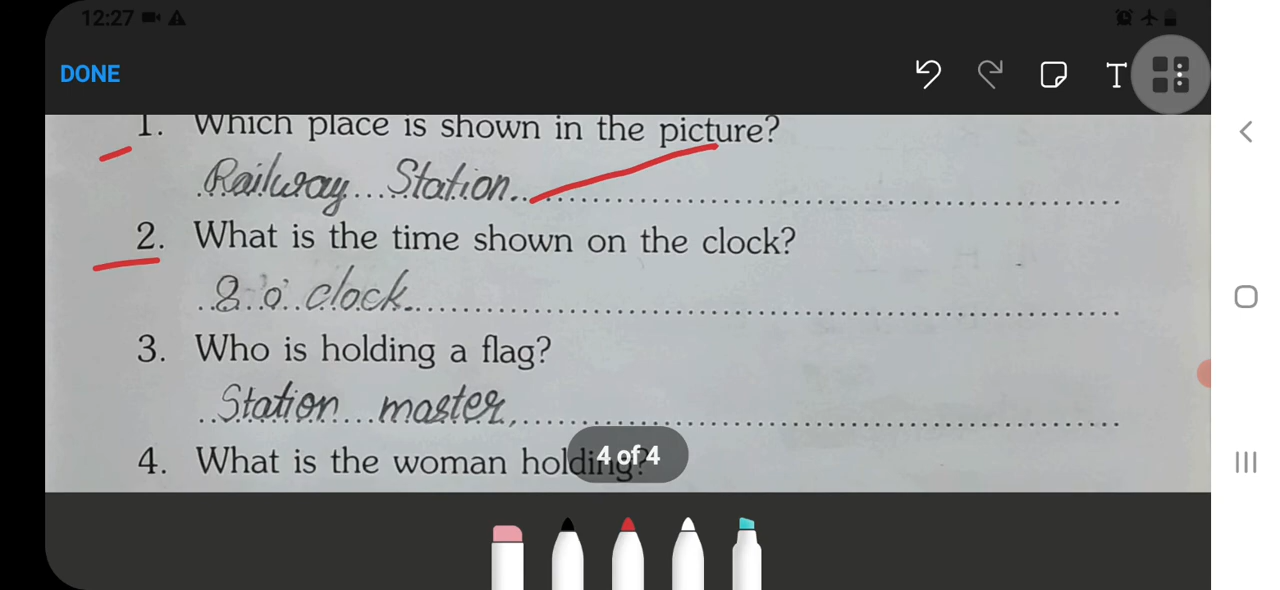 12:27
DONE
T
1. Which place is shown in the picture?
Railway Station
2. What is the time shown on the clock?
8 o' clock
3. Who is holding a flag?
Station master
4. What is the woman holding?
4 of 4